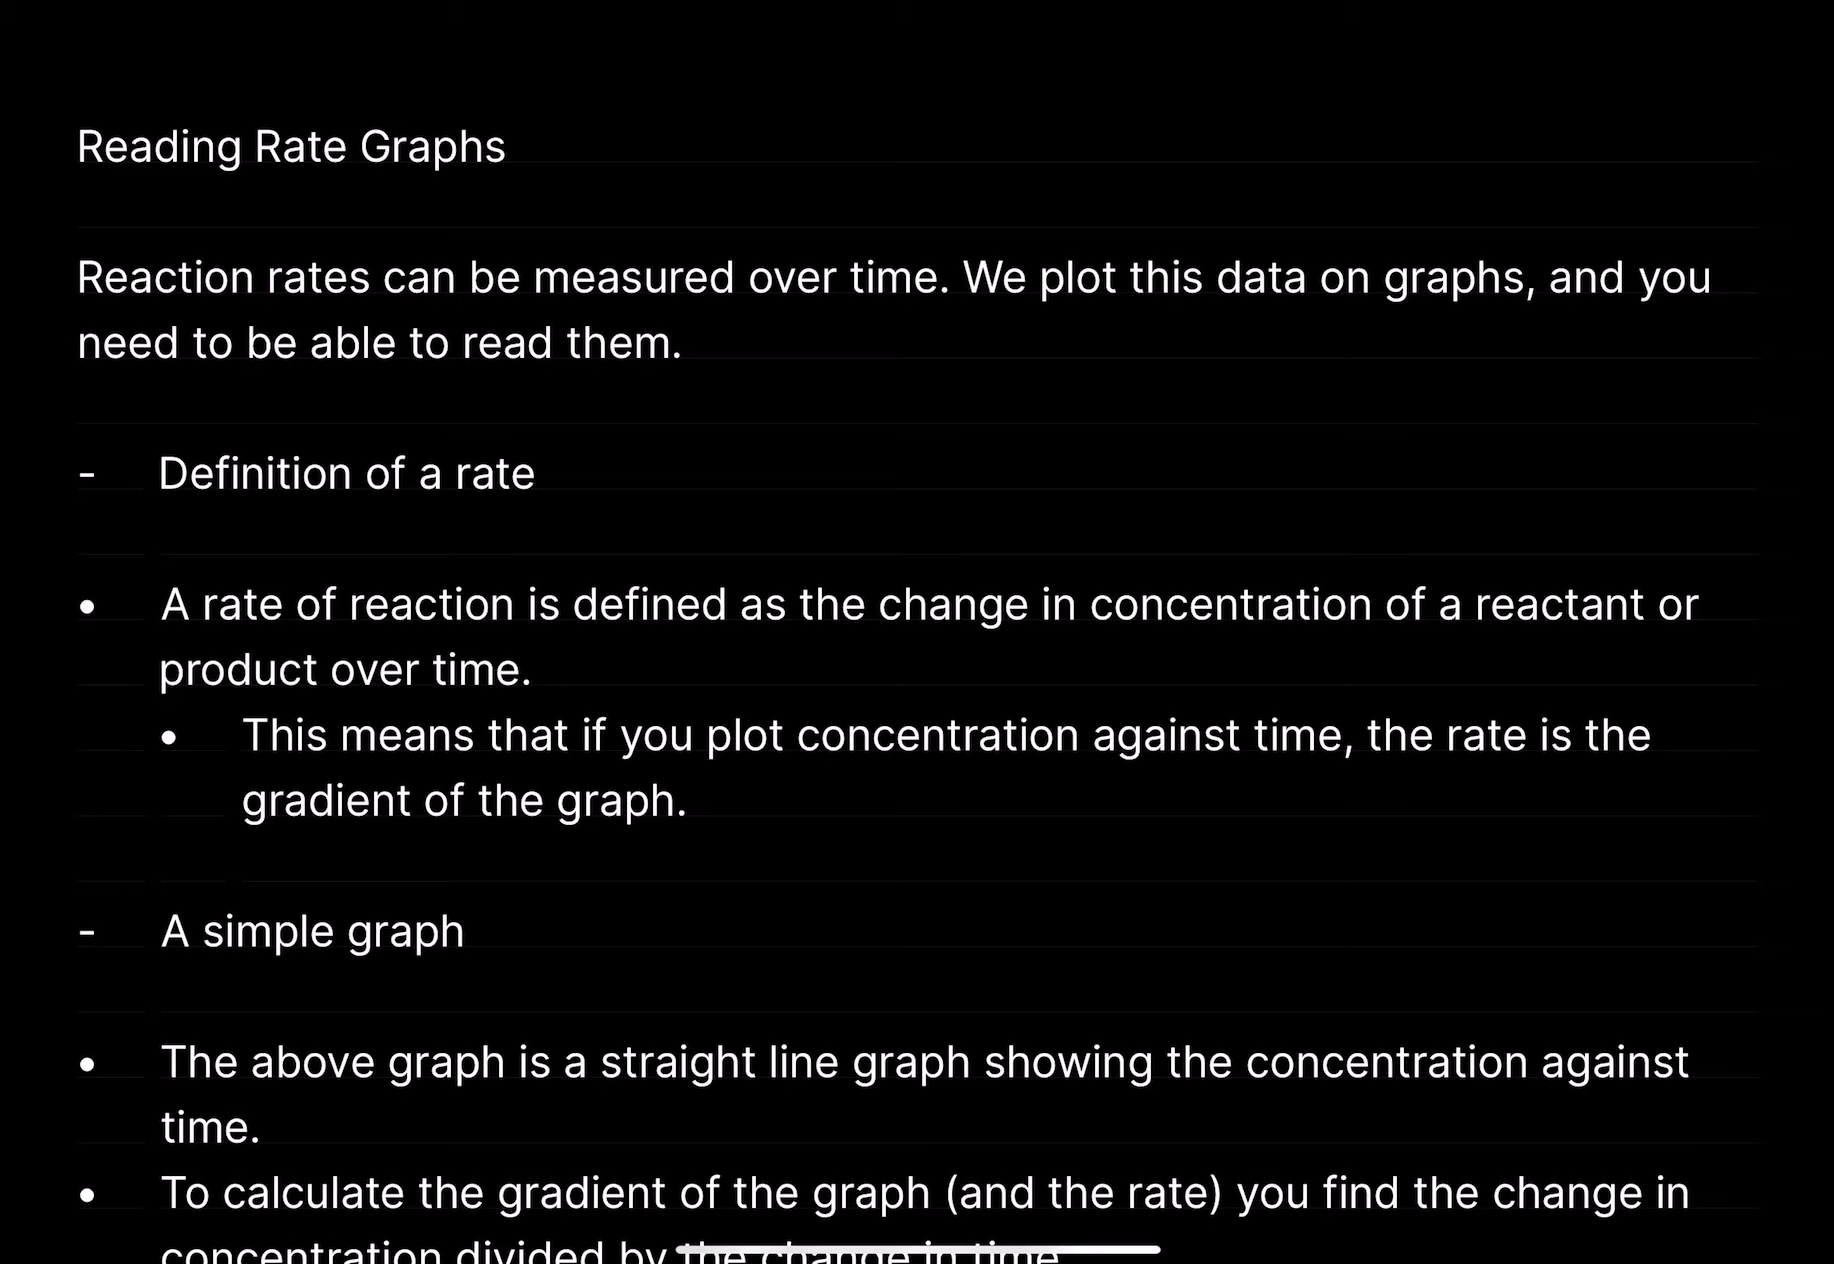 Reading Rate Graphs
Reaction rates can be measured over time. We plot this data on graphs, and you
need to be able to read them.
- Definition of a rate
• A rate of reaction is defined as the change in concentration of a reactant or
product over time.
• This means that if you plot concentration against time, the rate is the
gradient of the graph.
- A simple graph
• The above graph is a straight line graph showing the concentration against
time.
• To calculate the gradient of the graph (and the rate) you find the change in
concentration divided by the change in time